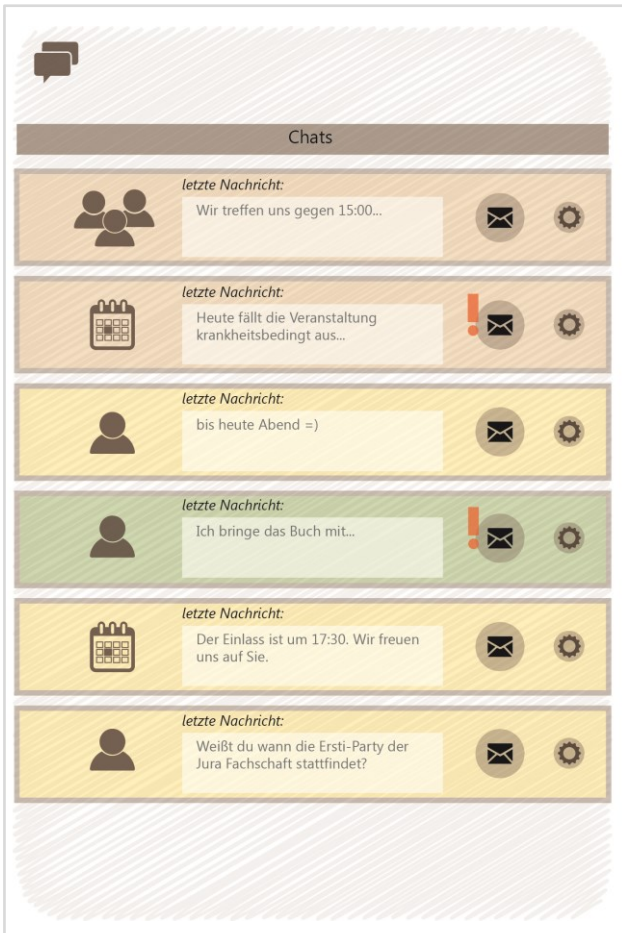 Chats
letzte Nachricht:
Wir treffen uns gegen 15:00...
letzte Nachricht:
Heute fällt die Veranstaltung
krankheitsbedingt aus...
letzte Nachricht:
bis heute Abend =)
letzte Nachricht:
Ich bringe das Buch mit...
letzte Nachricht:
Der Einlass ist um 17:30. Wir freuen
uns auf Sie.
letzte Nachricht:
Weißt du wann die Ersti-Party der
Jura Fachschaft stattfindet?